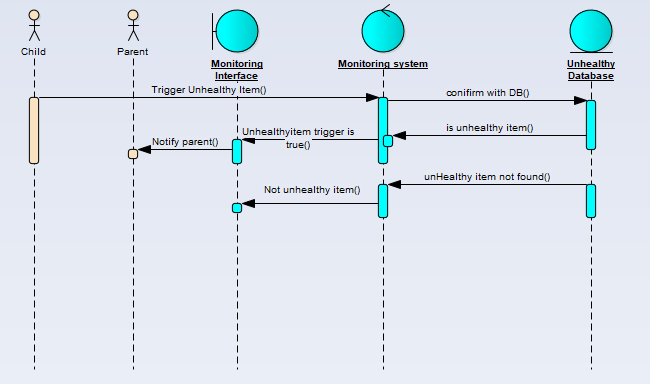 Child
Parent
Monitoring
Interface
Monitoring system
Unhealthy
Database
Trigger Unhealthy Item()
confirm with DB()
is unhealthy item()
Unhealthyitem trigger is
true()
Notify parent()
unHealthy item not found()
Not unhealthy item()